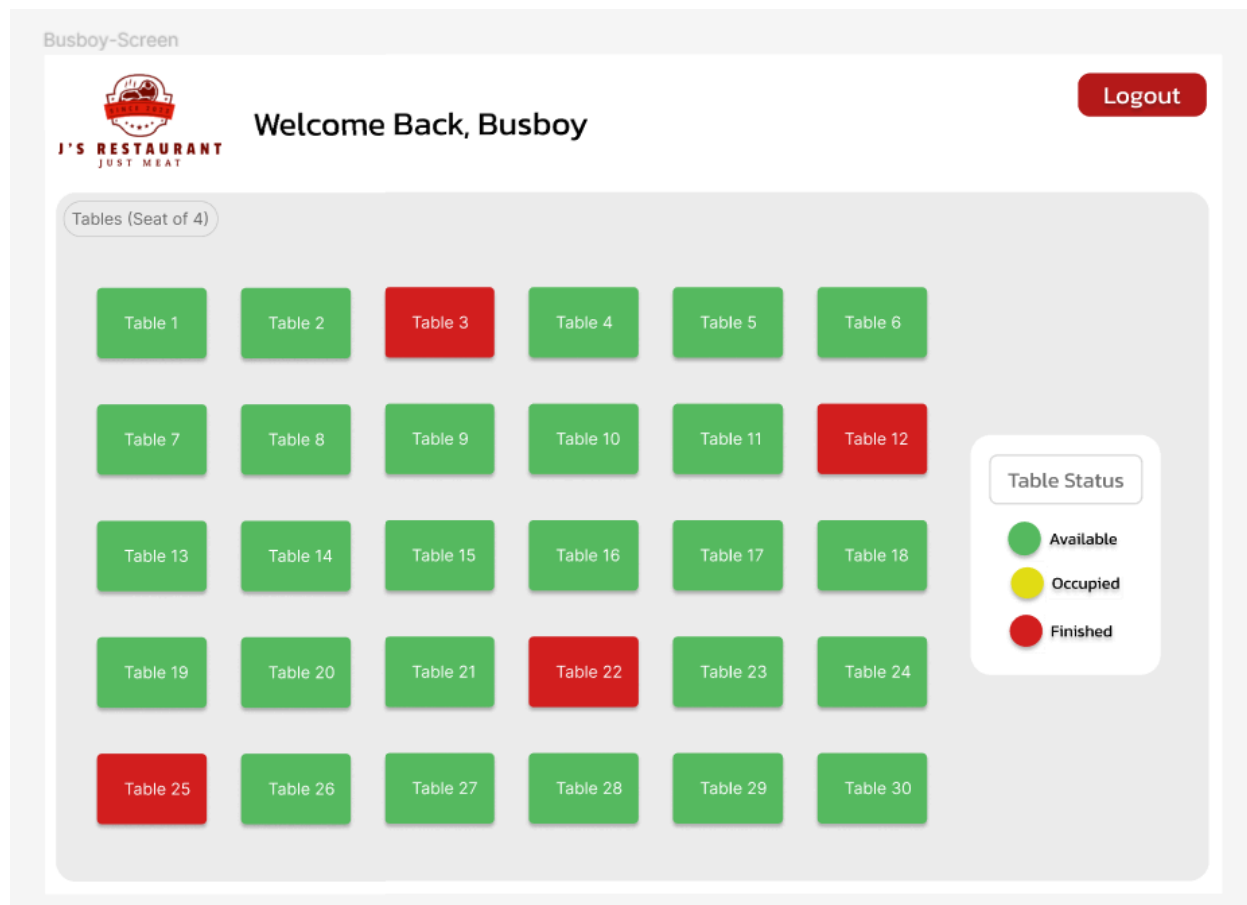 Busboy-Screen
J'S RESTAURANT
JUST MEAT
Welcome Back, Busboy
Logout
Tables (Seat of 4)
Table 1 Table 2 Table 3 Table 4 Table 5 Table 6
Table 7 Table 8 Table 9 Table 10 Table 11 Table 12
Table 13 Table 14 Table 15 Table 16 Table 17 Table 18
Table 19 Table 20 Table 21 Table 22 Table 23 Table 24
Table 25 Table 26 Table 27 Table 28 Table 29 Table 30
Table Status
Available
Occupied
Finished